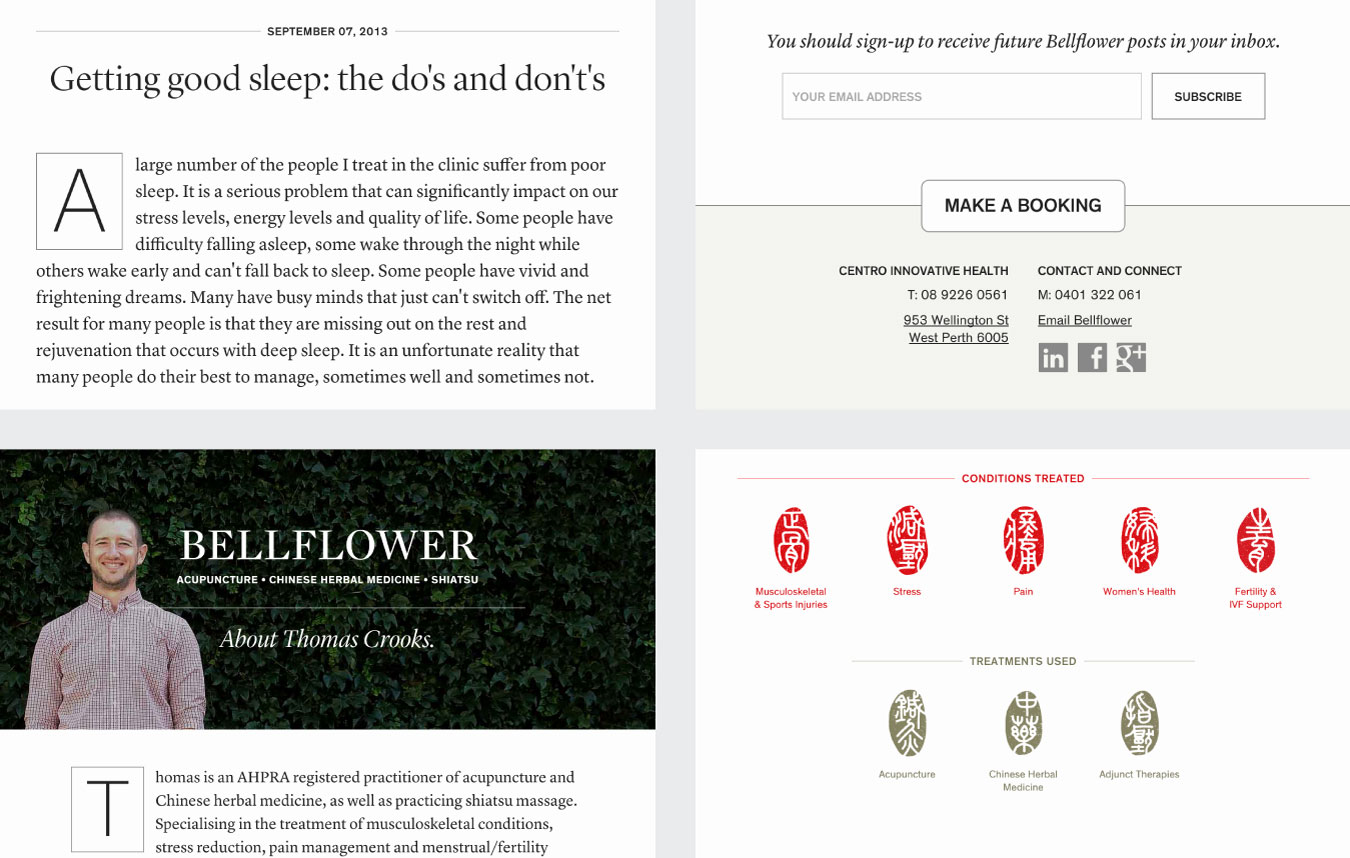 SEPTEMBER 07, 2013
Getting good sleep: the do's and don't's
A large number of the people I treat in the clinic suffer from poor
sleep. It is a serious problem that can significantly impact on our
stress levels, energy levels and quality of life. Some people have
difficulty falling asleep, some wake through the night while
others wake early and can't fall back to sleep. Some people have vivid and
frightening dreams. Many have busy minds that just can't switch off. The net
result for many people is that they are missing out on the rest and
rejuvenation that occurs with deep sleep. It is an unfortunate reality that
many people do their best to manage, sometimes well and sometimes not.
You should sign-up to receive future Bellflower posts in your inbox.
YOUR EMAIL ADDRESS
SUBSCRIBE
MAKE A BOOKING
CENTRO INNOVATIVE HEALTH
T: 08 9226 0561
953 Wellington St
West Perth 6005
CONTACT AND CONNECT
M: 0401 322 061
Email Bellflower
in f g+
BELLFLOWER
ACUPUNCTURE • CHINESE HERBAL MEDICINE • SHIATSU
About Thomas Crooks.
Thomas is an AHPRA registered practitioner of acupuncture and
Chinese herbal medicine, as well as practicing shiatsu massage.
Specialising in the treatment of musculoskeletal conditions,
stress reduction, pain management and menstrual/fertility
CONDITIONS TREATED
Musculoskeletal
& Sports Injuries
Stress
Pain
Women's Health
Fertility &
IVF Support
TREATMENTS USED
Acupuncture
Chinese Herbal
Medicine
Adjunct Therapies